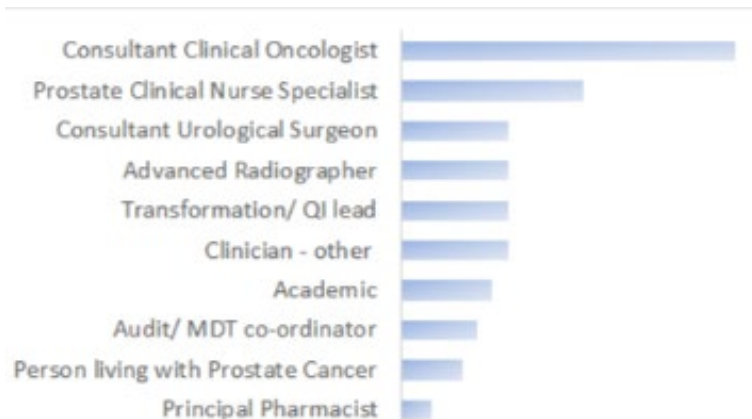 Consultant Clinical Oncologist
Prostate Clinical Nurse Specialist
Consultant Urological Surgeon
Advanced Radiographer
Transformation/ QI lead
Clinician - other
Academic
Audit/ MDT co-ordinator
Person living with Prostate Cancer
Principal Pharmacist